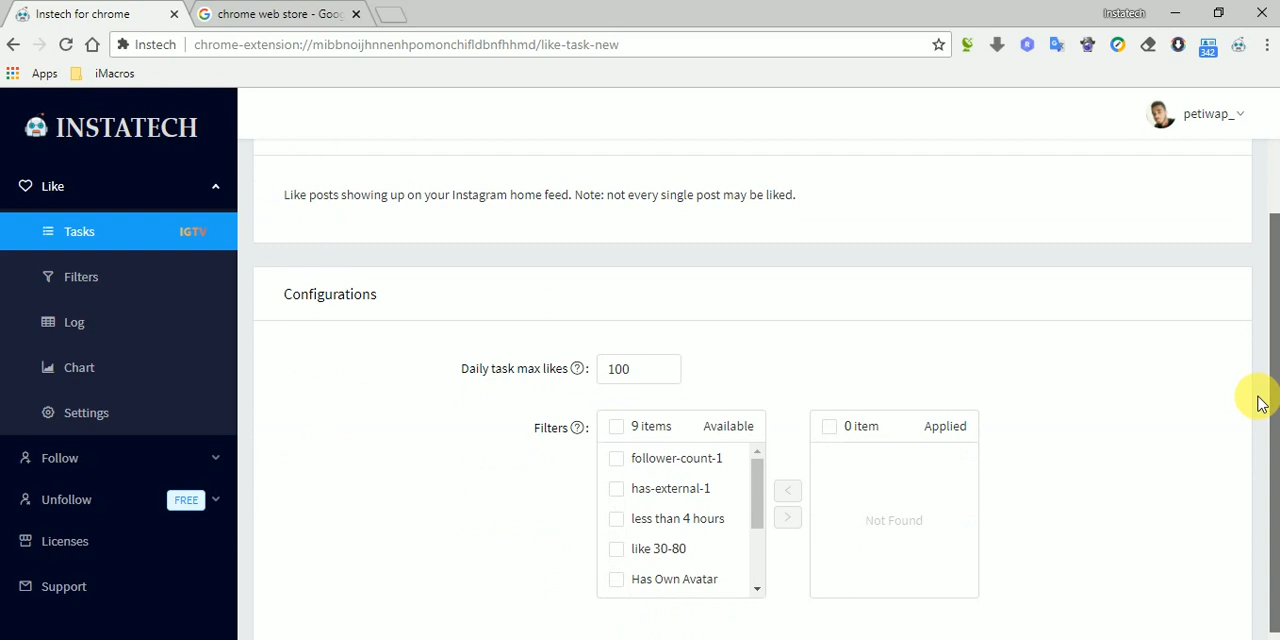 Instech for chrome
chrome web store - Goo
Instatech
Instech
chrome-extension://mibbnoijhnnenhpomonchifldbnfhhmd/like-task-new
342
Apps
iMacros
INSTATECH
petiwap_
Like
Tasks IGTV
Filters
Log
Chart
Settings
Follow
Unfollow FREE
Licenses
Support
Like posts showing up on your Instagram home feed. Note: not every single post may be liked.
Configurations
Daily task max likes ? : 100
Filters ? :
9 items Available
follower-count-1
has-external-1
less than 4 hours
like 30-80
Has Own Avatar
< 
>
0 item Applied
Not Found